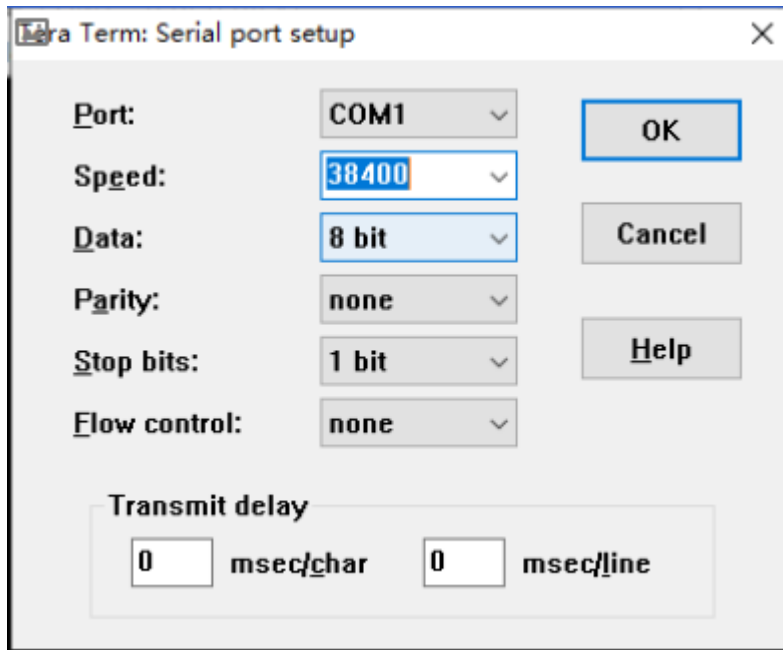 Tera Term: Serial port setup
Port: COM1
OK
Speed: 38400
Data: 8 bit
Cancel
Parity: none
Stop bits: 1 bit
Help
Flow control: none
Transmit delay
0 msec/char 0 msec/line